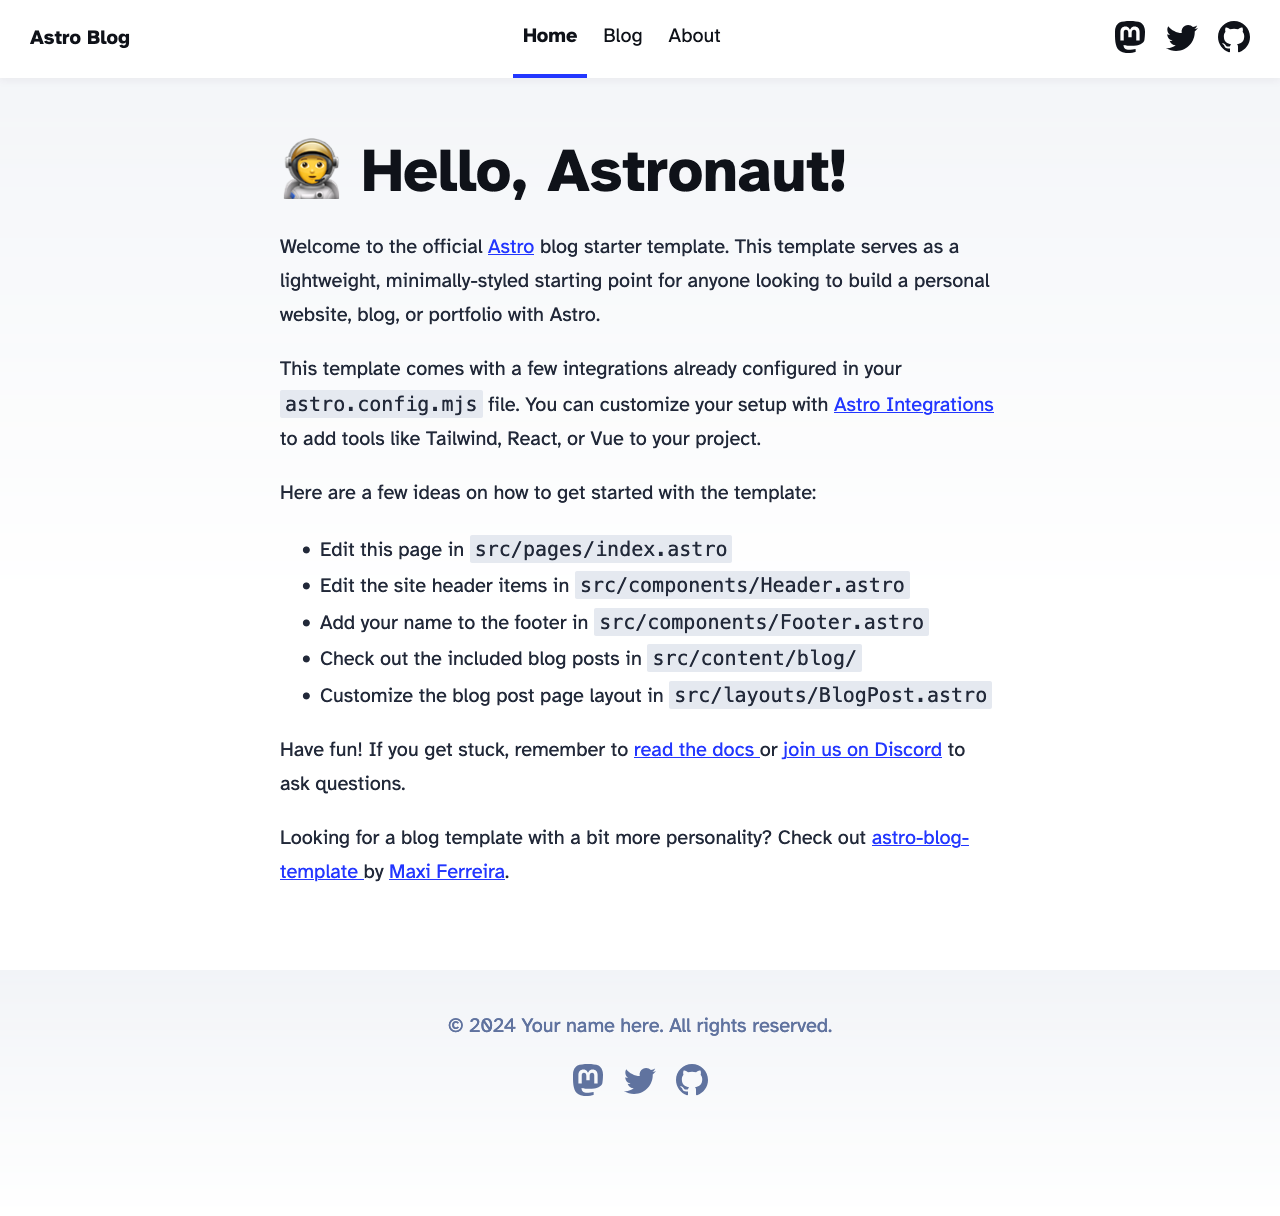 Astro Blog
Home Blog About
🧑‍🚀 Hello, Astronaut!
Welcome to the official Astro blog starter template. This template serves as a
lightweight, minimally-styled starting point for anyone looking to build a personal
website, blog, or portfolio with Astro.
This template comes with a few integrations already configured in your
astro.config.mjs file. You can customize your setup with Astro Integrations
to add tools like Tailwind, React, or Vue to your project.
Here are a few ideas on how to get started with the template:
• Edit this page in src/pages/index.astro
• Edit the site header items in src/components/Header.astro
• Add your name to the footer in src/components/Footer.astro
• Check out the included blog posts in src/content/blog/
• Customize the blog post page layout in src/layouts/BlogPost.astro
Have fun! If you get stuck, remember to read the docs or join us on Discord to
ask questions.
Looking for a blog template with a bit more personality? Check out astro-blog-
template by Maxi Ferreira.
© 2024 Your name here. All rights reserved.